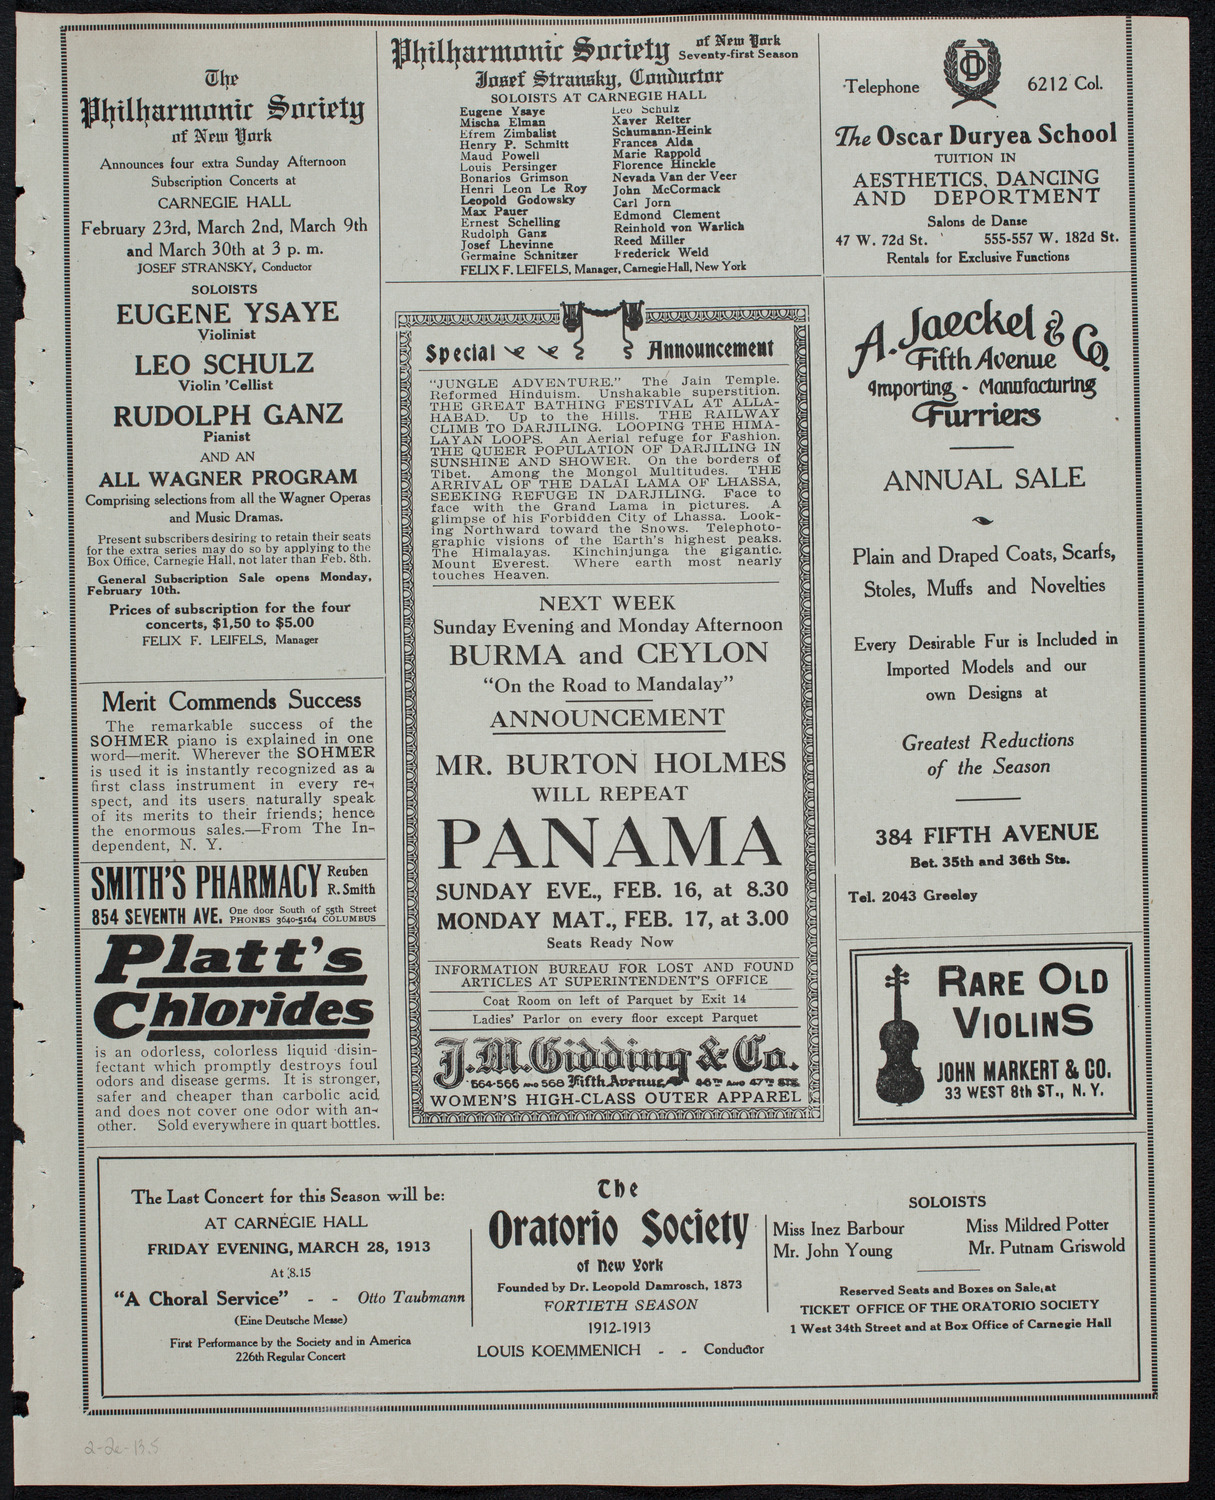 The
Philharmonic Society
of New York
Announces four extra Sunday Afternoon
Subscription Concerts at
CARNEGIE HALL
February 23rd, March 2nd, March 9th
and March 30th at 3 p. m.
JOSEF STRANSKY, Conductor
SOLOISTS
EUGENE YSAYE
Violinist
LEO SCHULZ
Violin 'Cellist
RUDOLPH GANZ
Pianist
AND AN
ALL WAGNER PROGRAM
Comprising selections from all the Wagner Operas
and Music Dramas.
Present subscribers desiring to retain their seats
for the extra series may do so by applying to the
Box Office, Carnegie Hall, not later than Feb. 8th.
General Subscription Sale opens Monday,
February 10th.
Prices of subscription for the four
concerts, $1,50 to $5.00
FELIX F. LEIFELS, Manager
Merit Commends Success
The remarkable success of the
SOHMER piano is explained in one
word—merit. Wherever the SOHMER
is used it is instantly recognized as a
first class instrument in every re-
spect, and its users naturally speak
of its merits to their friends; hence
the enormous sales.—From The In-
dependent, N. Y.
SMITH'S PHARMACY Reuben
R. Smith
854 SEVENTH AVE. One door South of 55th Street
PHONES 3640-5164 COLUMBUS
Platt's
Chlorides
is an odorless, colorless liquid disin-
fectant which promptly destroys foul
odors and disease germs. It is stronger,
safer and cheaper than carbolic acid
and does not cover one odor with an-
other. Sold everywhere in quart bottles.
Philharmonic Society of New York
Seventy-first Season
Josef Stransky, Conductor
SOLOISTS AT CARNEGIE HALL
Eugene Ysaye
Mischa Elman
Efrem Zimbalist
Henry P. Schmitt
Maud Powell
Louis Persinger
Bonarios Grimson
Henri Leon Le Roy
Leopold Godowsky
Max Pauer
Ernest Schelling
Rudolph Ganz
Josef Lhevinne
Germaine Schnitzer
Leo Schulz
Xaver Reiter
Schumann-Heink
Frances Alda
Marie Rappold
Florence Hinckle
Nevada Van der Veer
John McCormack
Carl Jorn
Edmond Clement
Reinhold von Warlich
Reed Miller
Frederick Weld
FELIX F. LEIFELS, Manager, Carnegie Hall, New York
Special Announcement
"JUNGLE ADVENTURE." The Jain Temple.
Reformed Hinduism. Unshakable superstition.
THE GREAT BATHING FESTIVAL AT ALLA-
HABAD. Up to the Hills. THE RAILWAY
CLIMB TO DARJILING. LOOPING THE HIMA-
LAYAN LOOPS. An Aerial refuge for Fashion.
THE QUEER POPULATION OF DARJILING IN
SUNSHINE AND SHOWER. On the borders of
Tibet. Among the Mongol Multitudes. THE
ARRIVAL OF THE DALAI LAMA OF LHASSA,
SEEKING REFUGE IN DARJILING. Face to
face with the Grand Lama in pictures. A
glimpse of his Forbidden City of Lhassa. Look-
ing Northward toward the Snows. Telephoto-
graphic visions of the Earth's highest peaks.
The Himalayas. Kinchinjunga the gigantic.
Mount Everest. Where earth most nearly
touches Heaven.
NEXT WEEK
Sunday Evening and Monday Afternoon
BURMA and CEYLON
"On the Road to Mandalay"
ANNOUNCEMENT
MR. BURTON HOLMES
WILL REPEAT
PANAMA
SUNDAY EVE., FEB. 16, at 8.30
MONDAY MAT., FEB. 17, at 3.00
Seats Ready Now
INFORMATION BUREAU FOR LOST AND FOUND
ARTICLES AT SUPERINTENDENT'S OFFICE
Coat Room on left of Parquet by Exit 14
Ladies' Parlor on every floor except Parquet
J.M. Gidding & Co.
564-566 AND 568 Fifth Avenue 46TH AND 47TH STS.
WOMEN'S HIGH-CLASS OUTER APPAREL
OD
Telephone 6212 Col.
The Oscar Duryea School
TUITION IN
AESTHETICS, DANCING
AND DEPORTMENT
Salons de Danse
47 W. 72d St. 555-557 W. 182d St.
Rentals for Exclusive Functions
A. Jaeckel & Co.
Fifth Avenue
Importing - Manufacturing
Furriers
ANNUAL SALE
Plain and Draped Coats, Scarfs,
Stoles, Muffs and Novelties
Every Desirable Fur is Included in
Imported Models and our
own Designs at
Greatest Reductions
of the Season
384 FIFTH AVENUE
Bet. 35th and 36th Sts.
Tel. 2043 Greeley
RARE OLD
VIOLINS
JOHN MARKERT & CO.
33 WEST 8th ST., N. Y.
The Last Concert for this Season will be:
AT CARNEGIE HALL
FRIDAY EVENING, MARCH 28, 1913
At 8.15
"A Choral Service" - - Otto Taubmann
(Eine Deutsche Messe)
First Performance by the Society and in America
226th Regular Concert
The
Oratorio Society
of New York
Founded by Dr. Leopold Damrosch, 1873
FORTIETH SEASON
1912-1913
LOUIS KOEMMENICH - - Conductor
SOLOISTS
Miss Inez Barbour Miss Mildred Potter
Mr. John Young Mr. Putnam Griswold
Reserved Seats and Boxes on Sale at
TICKET OFFICE OF THE ORATORIO SOCIETY
1 West 34th Street and at Box Office of Carnegie Hall